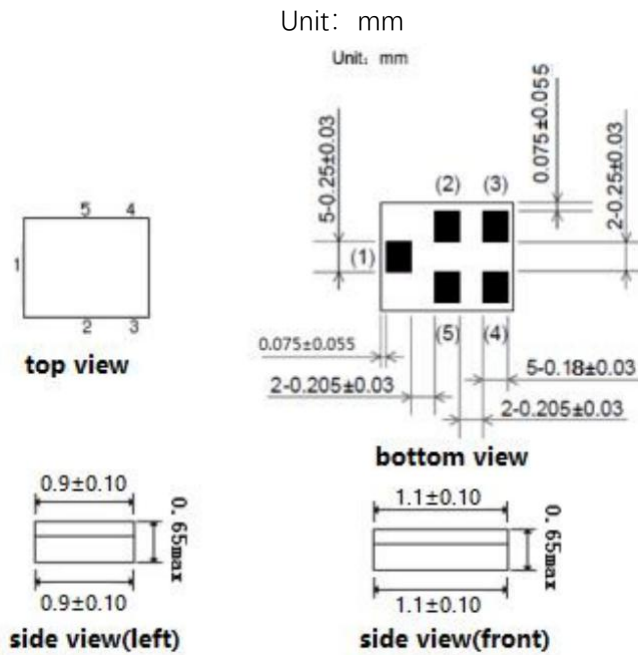 Unit: mm
Unit: mm
5-0.25±0.03
0.075±0.055
2-0.25±0.03
(2) (3)
(1)
(5) (4)
0.075±0.055
2-0.205±0.03
5-0.18±0.03
2-0.205±0.03
bottom view
5 4
1
2 3
top view
0.9±0.10
0.65max
0.9±0.10
side view(left)
1.1±0.10
0.65max
1.1±0.10
side view(front)